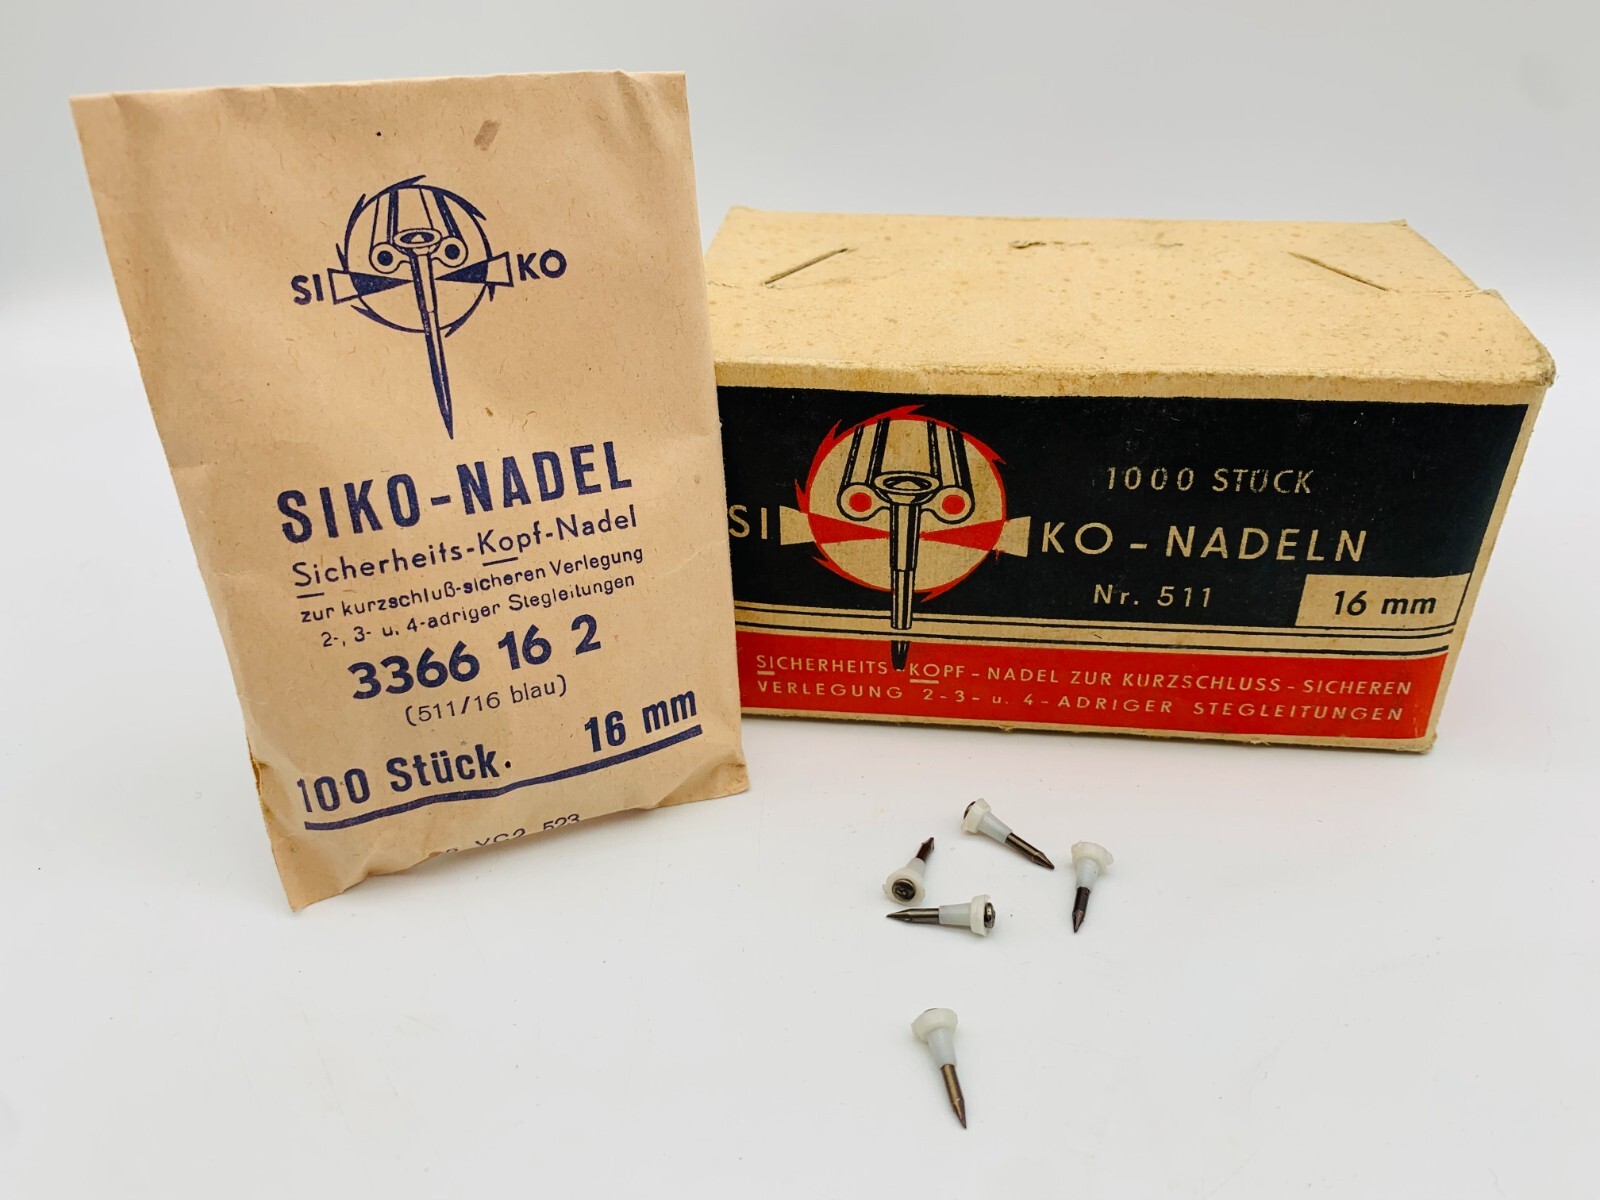 SI KO
SIKO-NADEL
Sicherheits-Kopf-Nadel
zur kurzschluß-sicheren Verlegung
2-, 3- u. 4-adriger Stegleitungen
3366 16 2
(511/16 blau)
100 Stück. 16 mm
523
1000 STÜCK
SI KO-NADELN
Nr. 511
16 mm
SICHERHEITS-KOPF-NADEL ZUR KURZSCHLUSS-SICHEREN
VERLEGUNG 2-3- u. 4-ADRIGER STEGLEITUNGEN